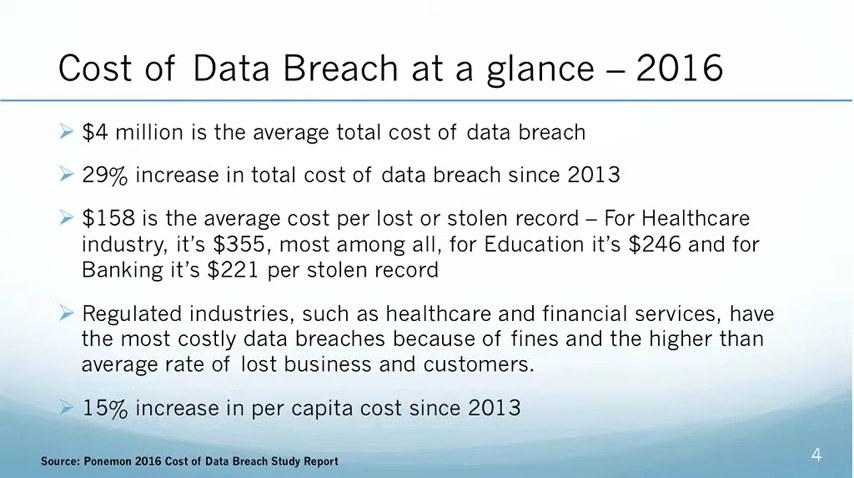 Cost of Data Breach at a glance – 2016
➢ $4 million is the average total cost of data breach
➢ 29% increase in total cost of data breach since 2013
➢ $158 is the average cost per lost or stolen record – For Healthcare
industry, it's $355, most among all, for Education it's $246 and for
Banking it's $221 per stolen record
➢ Regulated industries, such as healthcare and financial services, have
the most costly data breaches because of fines and the higher than
average rate of lost business and customers.
➢ 15% increase in per capita cost since 2013
Source: Ponemon 2016 Cost of Data Breach Study Report
4